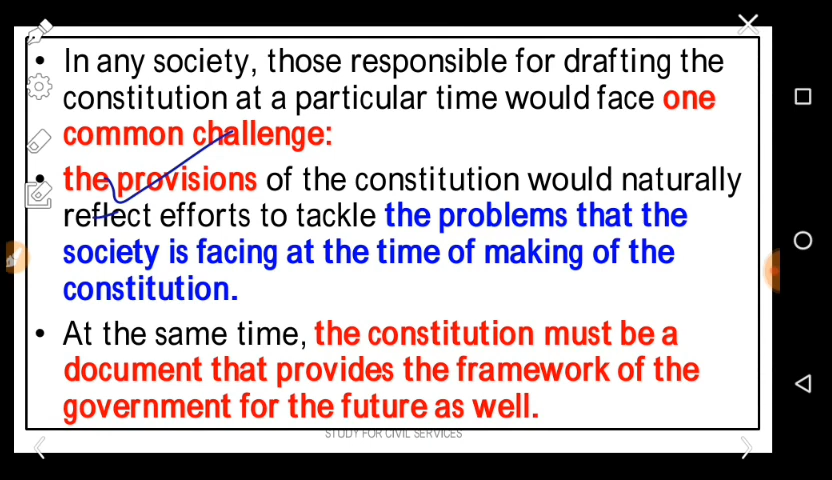 • In any society, those responsible for drafting the
constitution at a particular time would face one
common challenge:
• the provisions of the constitution would naturally
reflect efforts to tackle the problems that the
society is facing at the time of making of the
constitution.
• At the same time, the constitution must be a
document that provides the framework of the
government for the future as well.
STUDY FOR CIVIL SERVICES